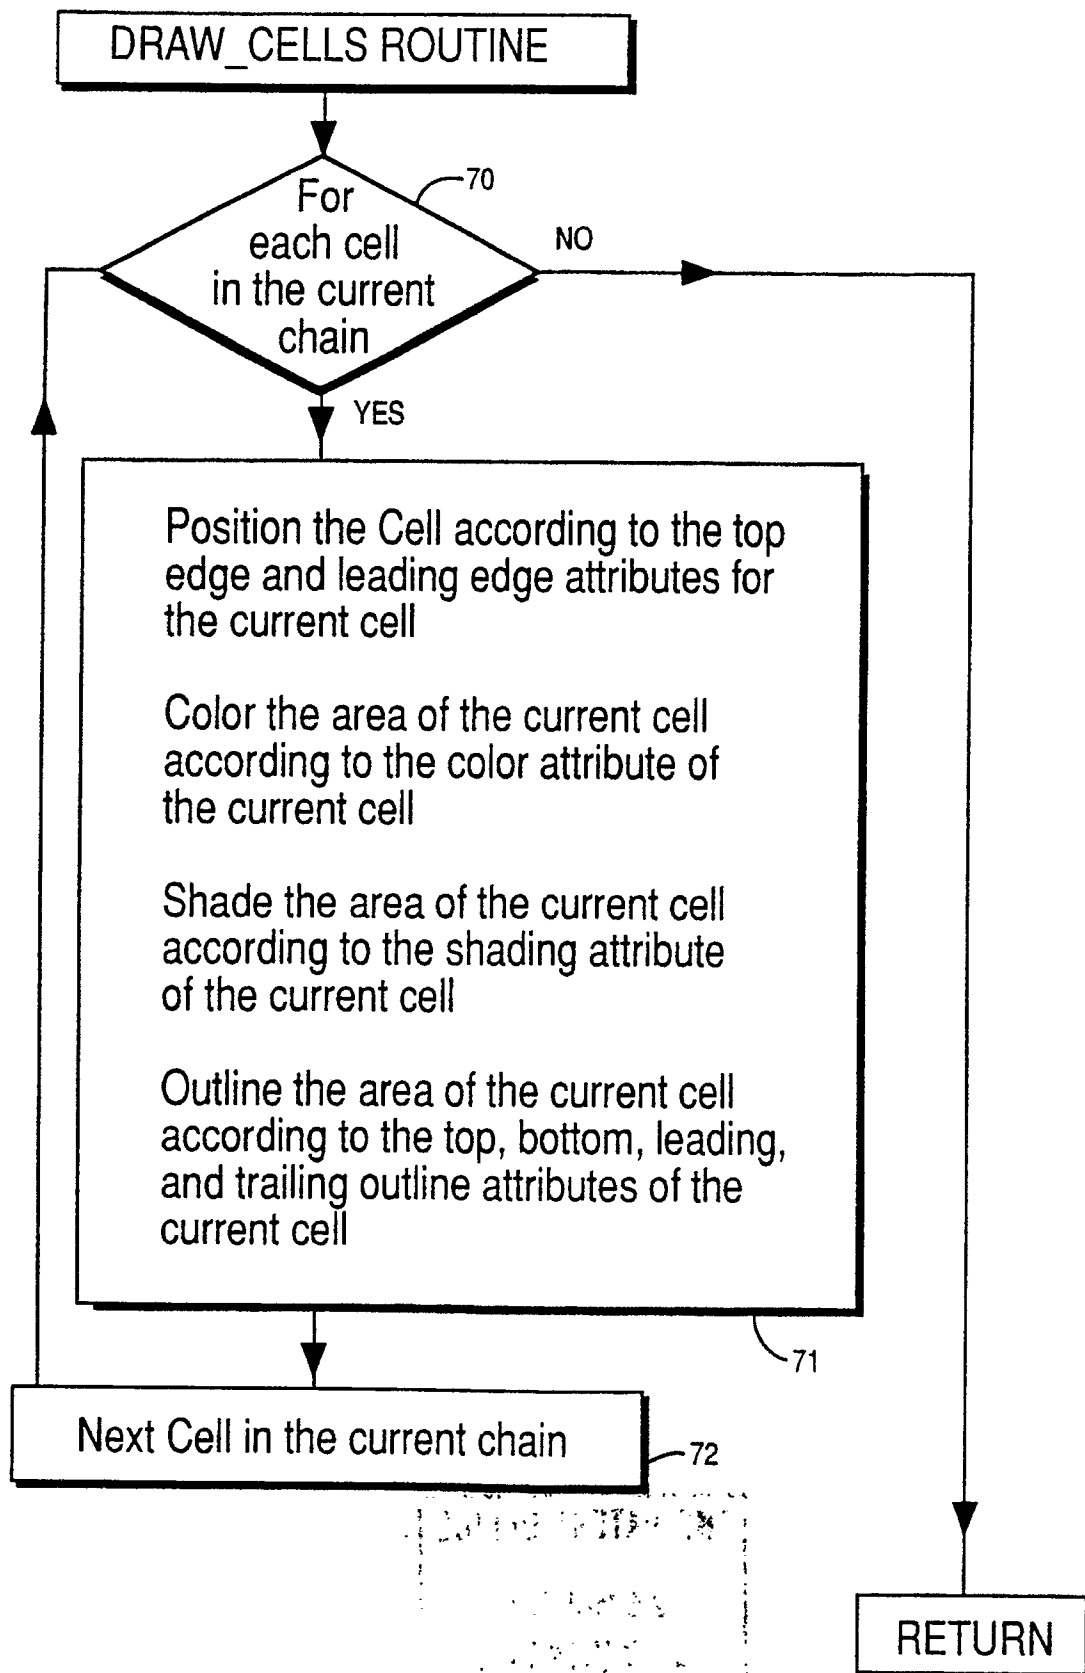 DRAW_CELLS ROUTINE
70
For
each cell
in the current
chain
NO
YES
Position the Cell according to the top
edge and leading edge attributes for
the current cell
Color the area of the current cell
according to the color attribute of
the current cell
Shade the area of the current cell
according to the shading attribute
of the current cell
Outline the area of the current cell
according to the top, bottom, leading,
and trailing outline attributes of the
current cell
71
Next Cell in the current chain
72
RETURN